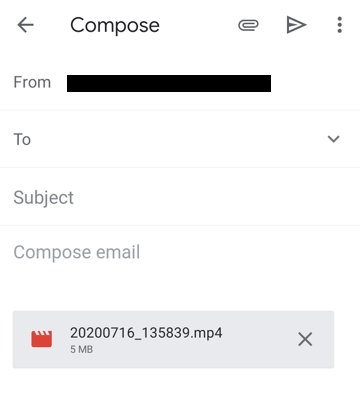 Compose
From
To
Subject
Compose email
20200716_135839.mp4
5 MB